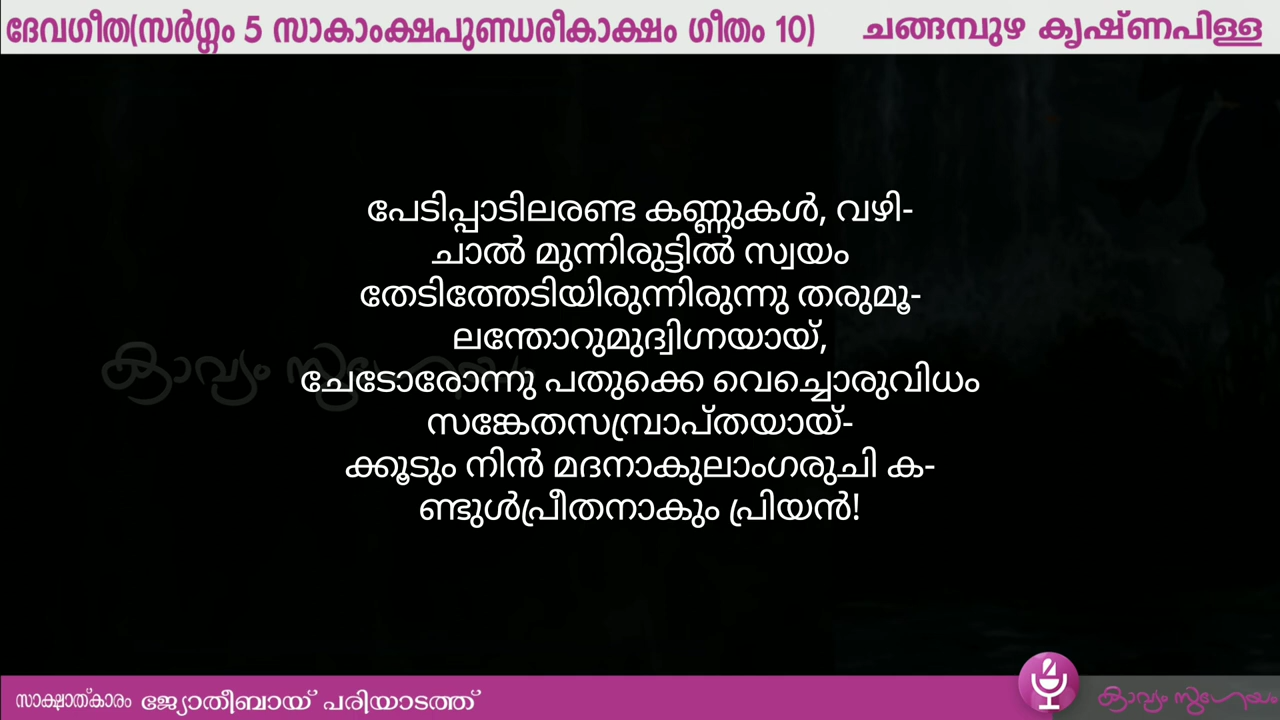 ദേവഗീത(സർഗ്ഗം 5 സാകാംക്ഷപുണ്ഡരീകാക്ഷം ഗീതം 10) ചങ്ങമ്പുഴ കൃഷ്ണപിള്ള
പേടിപ്പാടിലരണ്ട കണ്ണുകൾ, വഴി-
ചാൽ മുന്നിരുട്ടിൽ സ്വയം
തേടിത്തേടിയിരുന്നിരുന്നു തരുമൂ-
ലന്തോറുമുദ്വിഗ്നയായ്,
ചേടോരോന്നു പതുക്കെ വെച്ചൊരുവിധം
സങ്കേതസമ്പ്രാപ്തയായ്-
ക്കൂടും നിൻ മദനാകുലാംഗരുചി ക-
ണ്ടുൾപ്രീതനാകും പ്രിയൻ!
കാവ്യം സുഗേയം
സാക്ഷാത്കാരം ജ്യോതീബായ് പരിയാടത്ത്
കാവ്യം സുഗേയം